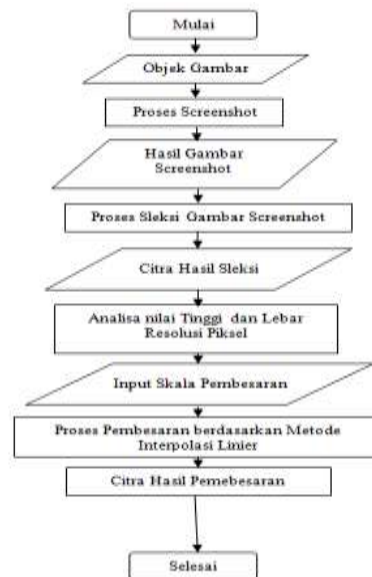 Mulai
Objek Gambar
Proses Screenshot
Hasil Gambar
Screenshot
Proses Sleksi Gambar Screenshot
Citra Hasil Sleksi
Analisa nilai Tinggi dan Lebar
Resolusi Piksel
Input Skala Pembesaran
Proses Pembesaran berdasarkan Metode
Interpolasi Linier
Citra Hasil Pemebesaran
Selesai